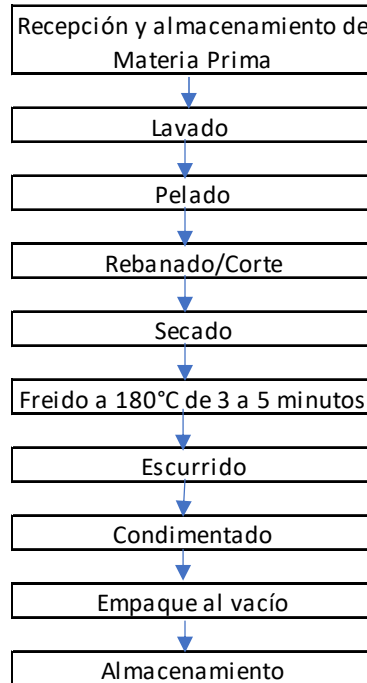 Recepción y almacenamiento de
Materia Prima
Lavado
Pelado
Rebanado/Corte
Secado
Freido a 180°C de 3 a 5 minutos
Escurrido
Condimentado
Empaque al vacío
Almacenamiento